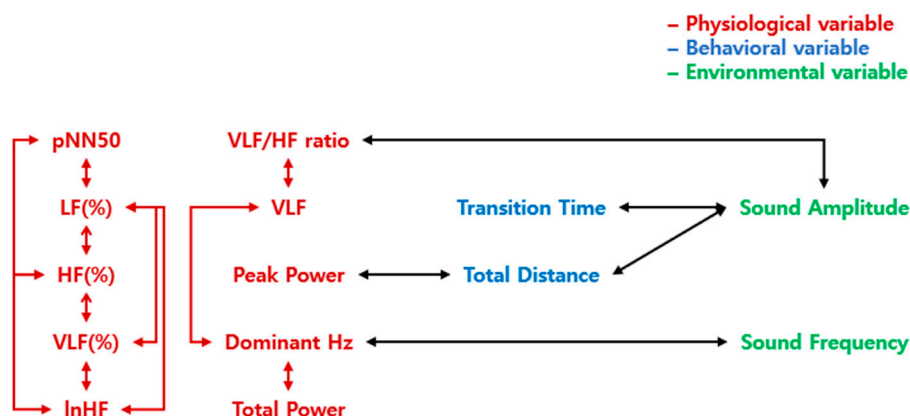 – Physiological variable
– Behavioral variable
– Environmental variable
pNN50 VLF/HF ratio
LF(%) VLF Transition Time Sound Amplitude
HF(%) Peak Power Total Distance
VLF(%) Dominant Hz Sound Frequency
lnHF Total Power